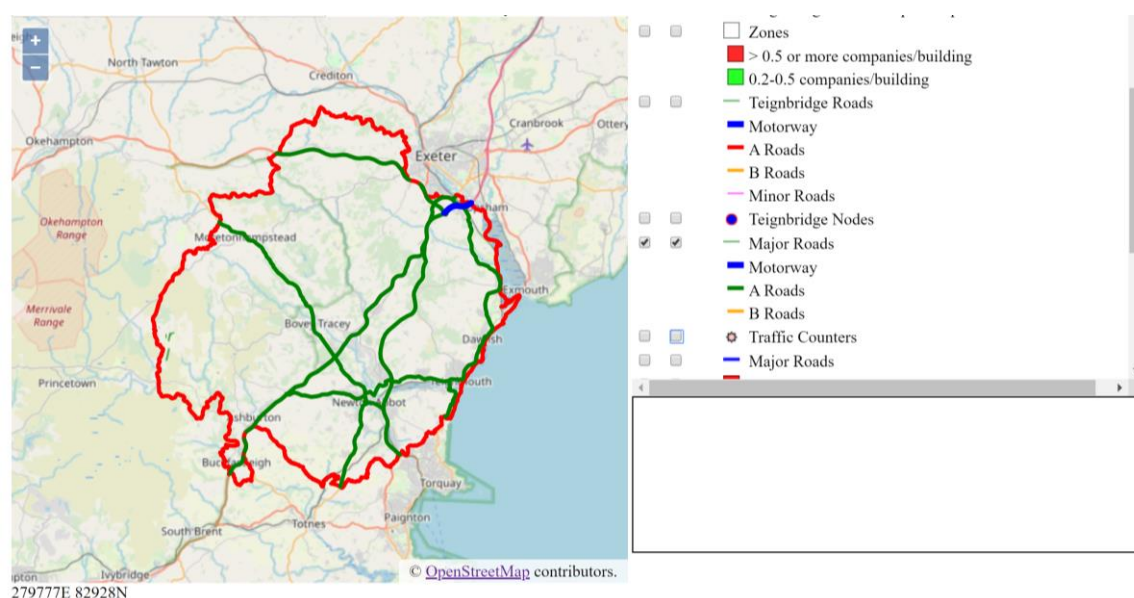 +
North Tawton
Crediton
−
Cranbrook
Ottery
Okehampton
Exeter
Okehampton
Range
Moretonhampstead
Merrivale
Range
Exmouth
Bovey Tracey
Princetown
Newton Abbot
Buckfastleigh
Torquay
Totnes
Paignton
South Brent
Ivybridge
© OpenStreetMap contributors.
279777E 82928N
Zones
> 0.5 or more companies/building
0.2-0.5 companies/building
Teignbridge Roads
Motorway
A Roads
B Roads
Minor Roads
Teignbridge Nodes
Major Roads
Motorway
A Roads
B Roads
Traffic Counters
Major Roads